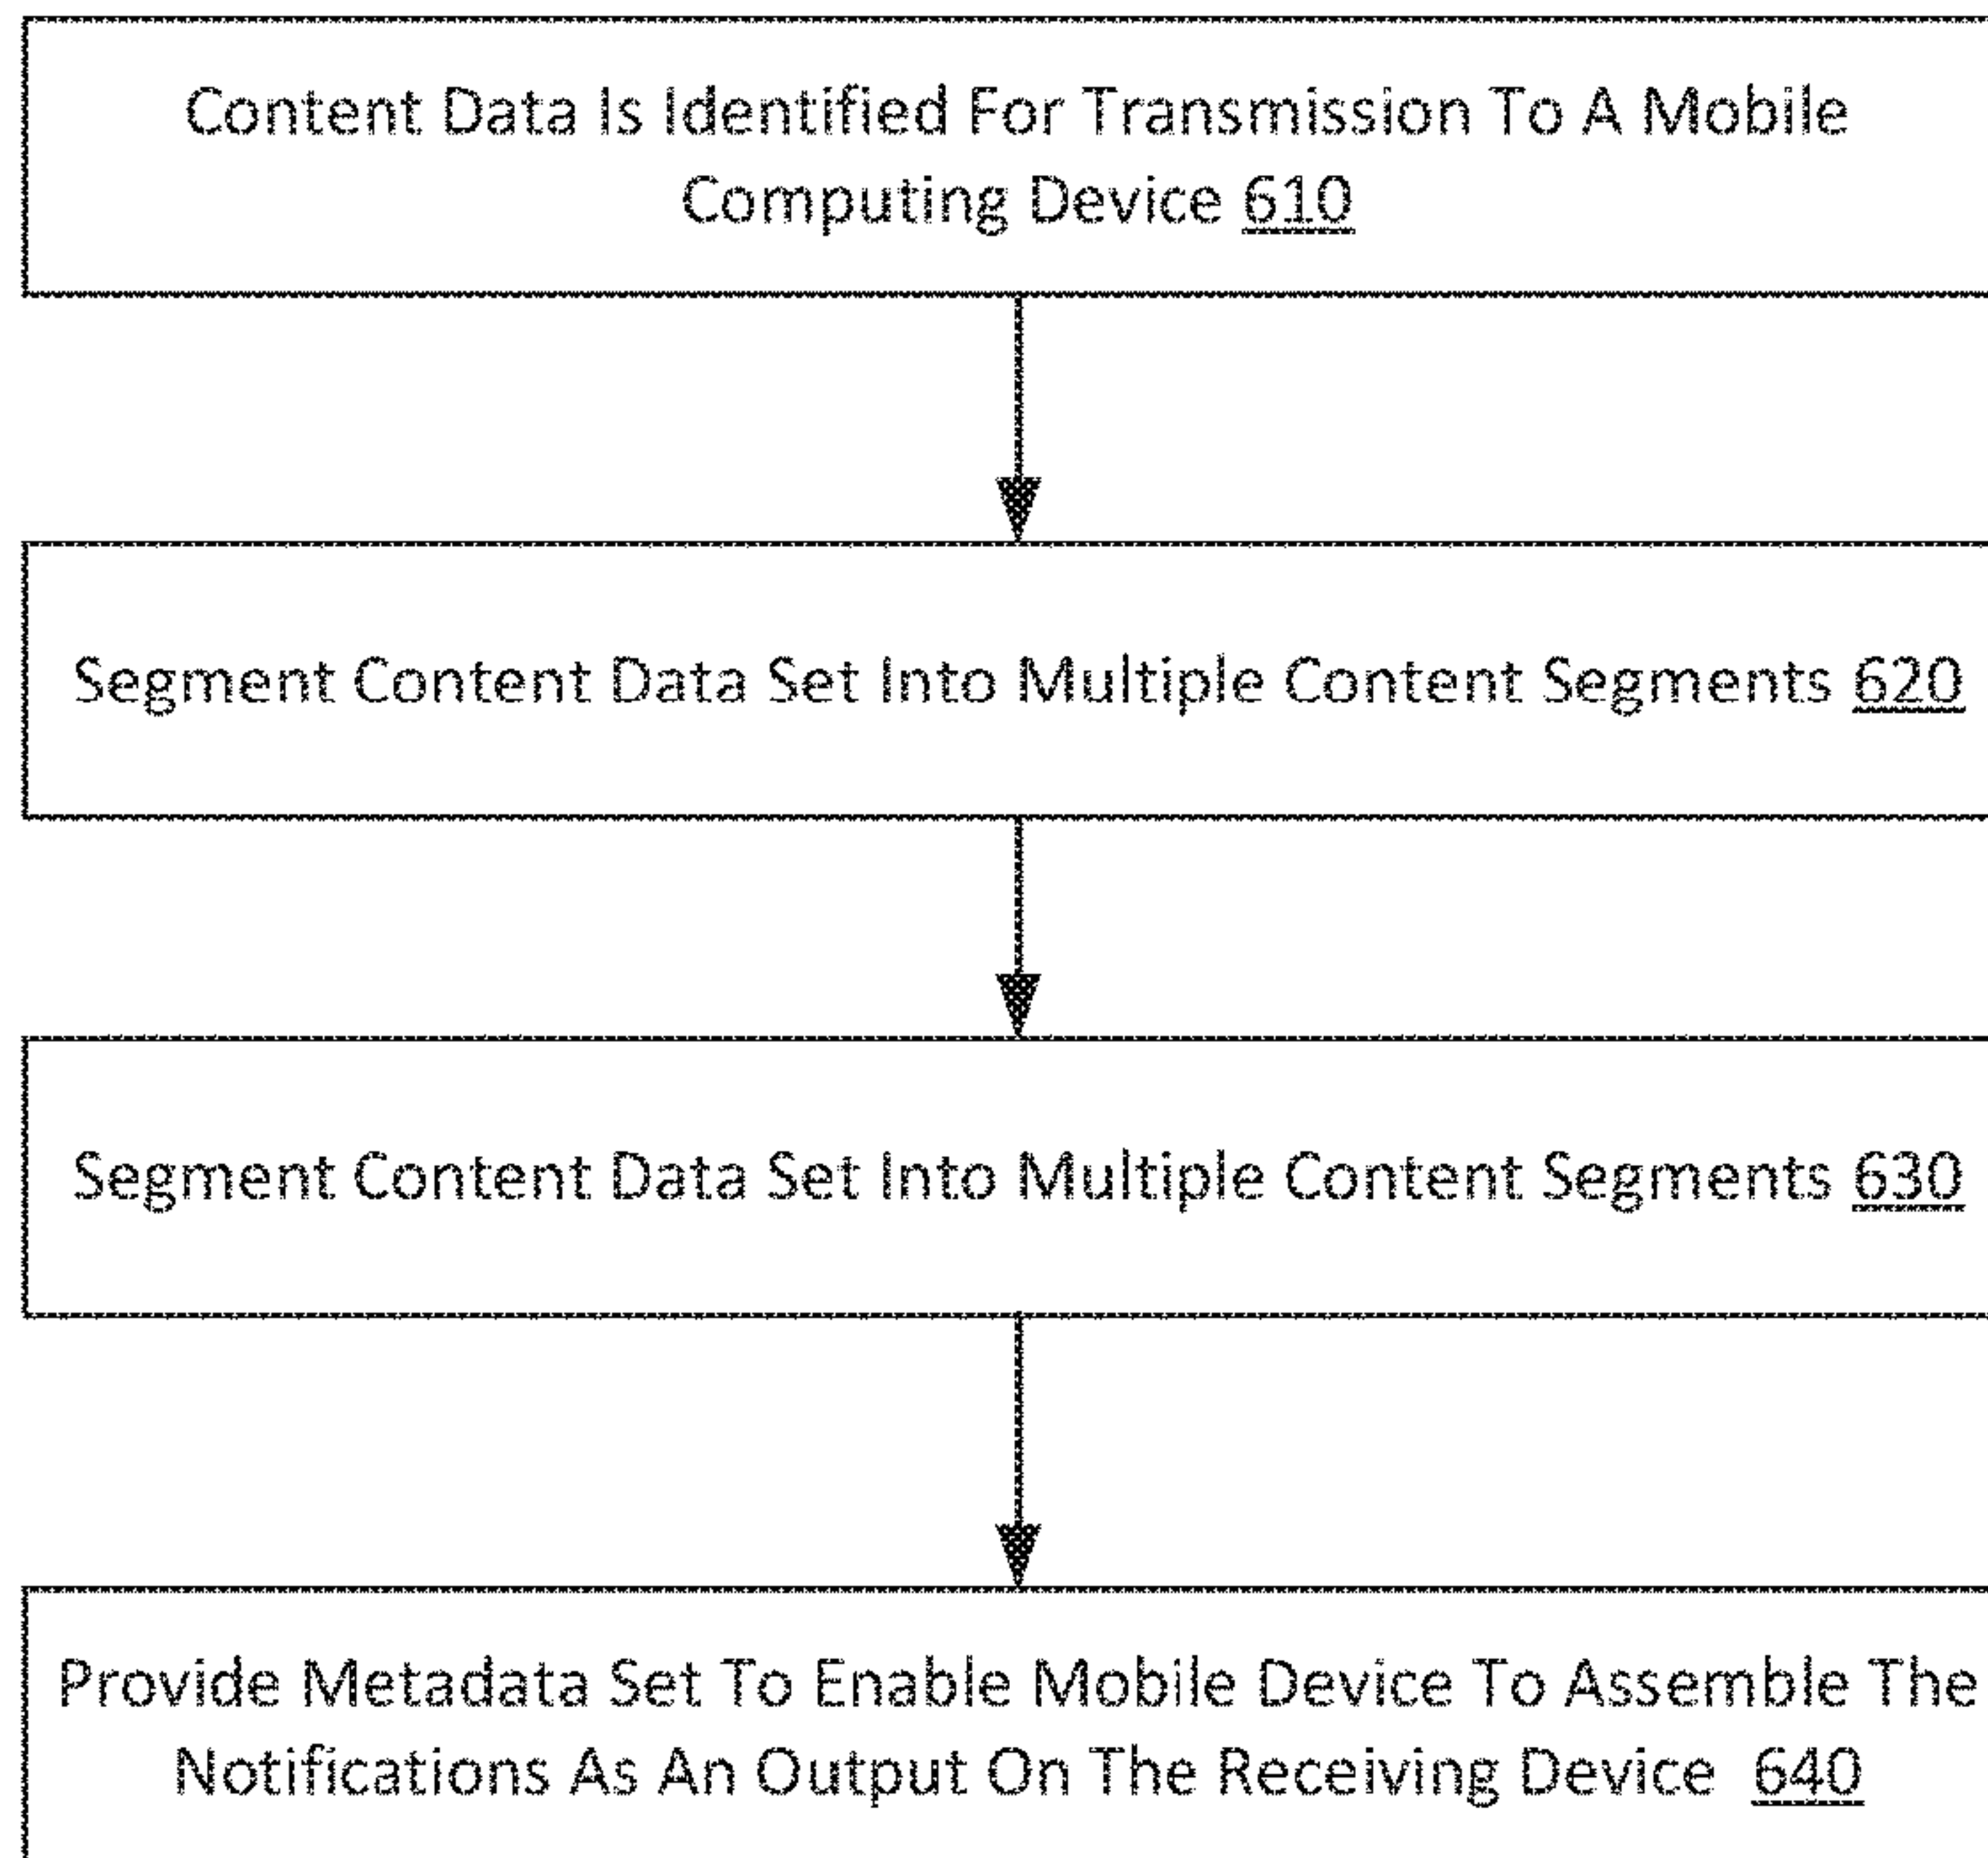 Content Data Is Identified For Transmission To A Mobile
Computing Device 610
Segment Content Data Set Into Multiple Content Segments 620
Segment Content Data Set Into Multiple Content Segments 630
Provide Metadata Set To Enable Mobile Device To Assemble The
Notifications As An Output On The Receiving Device 640